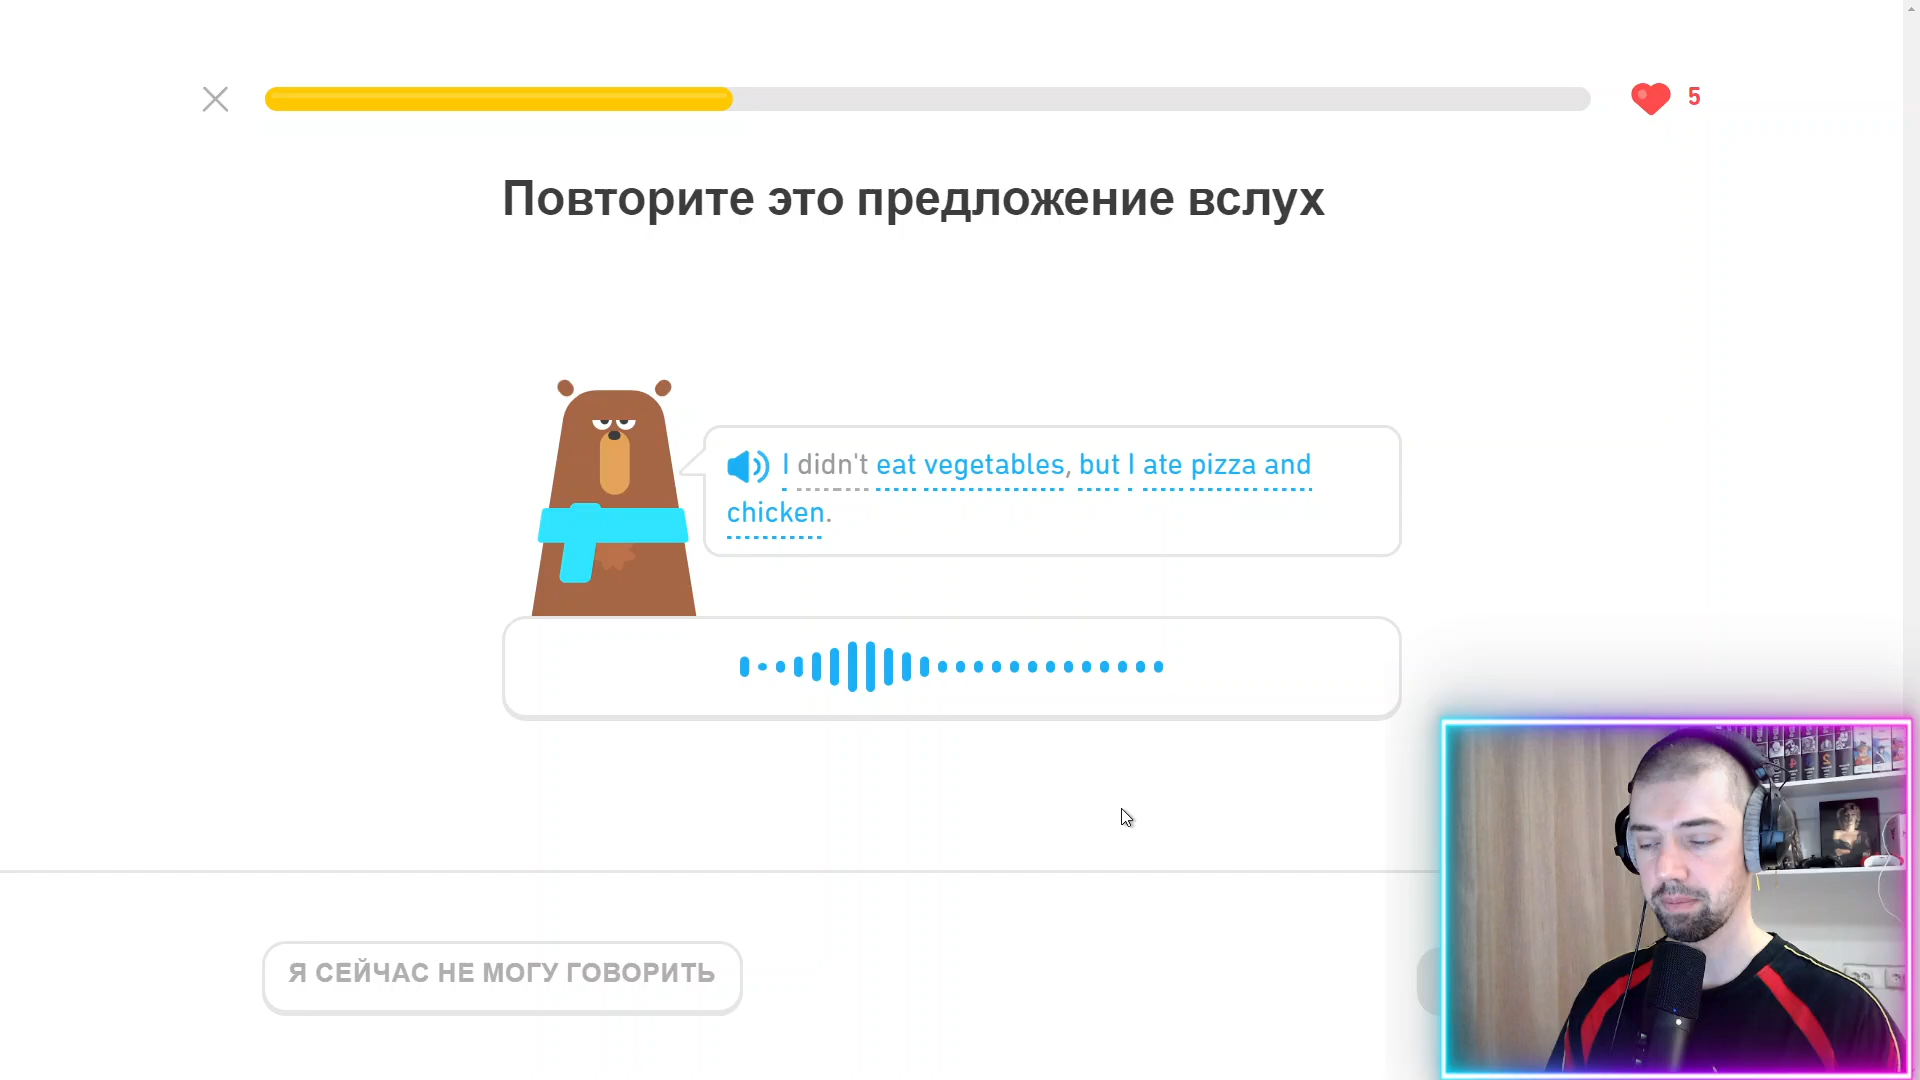 5
Повторите это предложение вслух
I didn't eat vegetables, but I ate pizza and
chicken.
Я СЕЙЧАС НЕ МОГУ ГОВОРИТЬ